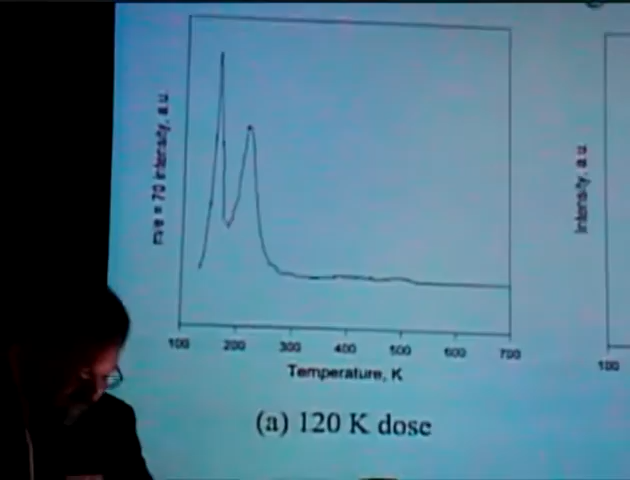 m/e = 70 intensity, a.u.
100 200 300 400 500 600 700
Temperature, K
(a) 120 K dose
Intensity, a.u.
100